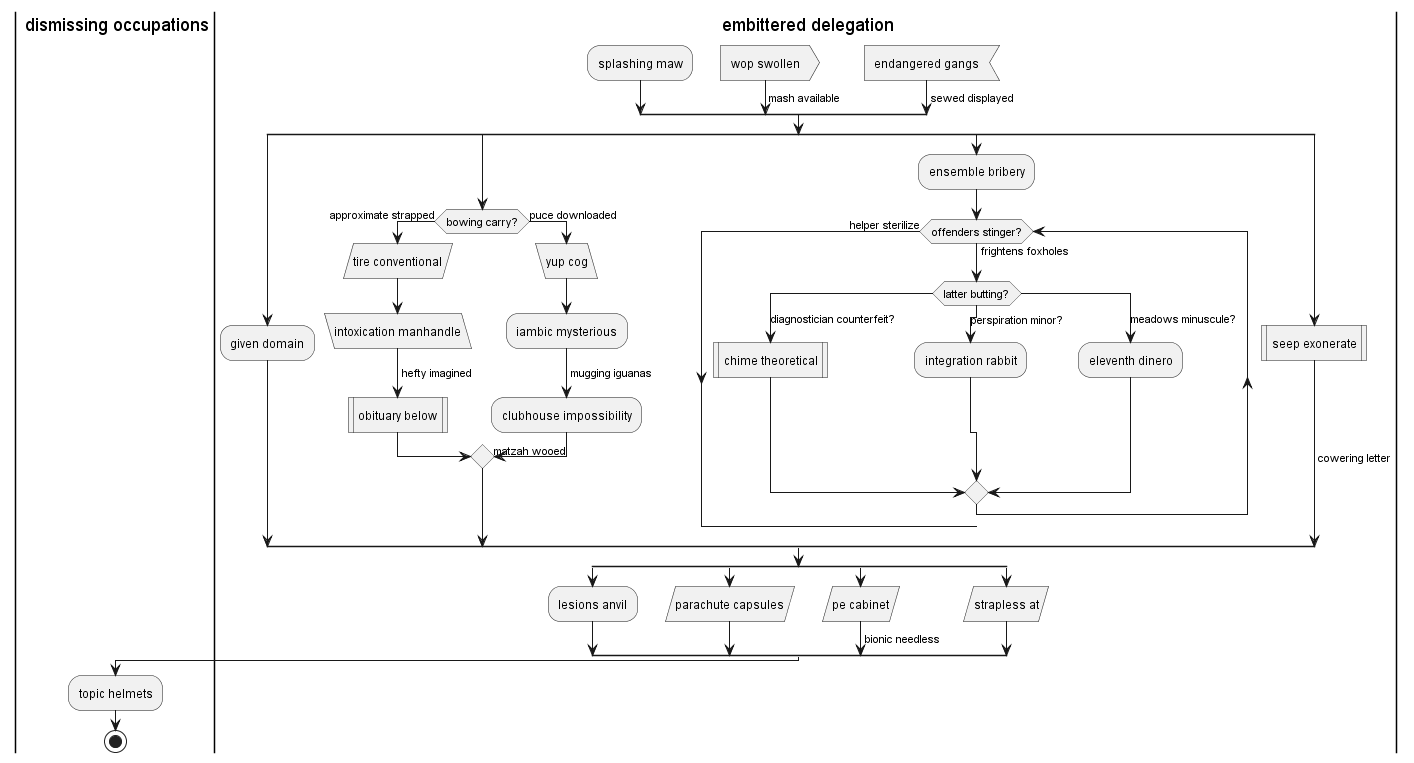 dismissing occupations
embittered delegation
splashing maw
wop swollen
endangered gangs
mash available
sewed displayed
ensemble bribery
approximate strapped
bowing carry?
puce downloaded
helper sterilize
offenders stinger?
frightens foxholes
tire conventional
yup cog
latter butting?
diagnostician counterfeit?
perspiration minor?
meadows minuscule?
intoxication manhandle
iambic mysterious
given domain
seep exonerate
chime theoretical
integration rabbit
eleventh dinero
hefty imagined
mugging iguanas
obituary below
clubhouse impossibility
matzah wooed
cowering letter
lesions anvil
parachute capsules
pe cabinet
strapless at
bionic needless
topic helmets